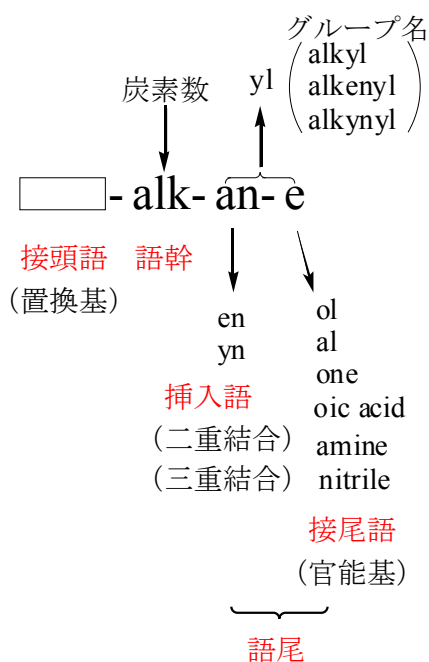 グループ名
yl
alkyl
alkenyl
alkynyl
炭素数
- alk- an- e
接頭語 語幹
(置換基)
en
yn
挿入語
(二重結合)
(三重結合)
ol
al
one
oic acid
amine
nitrile
接尾語
(官能基)
語尾